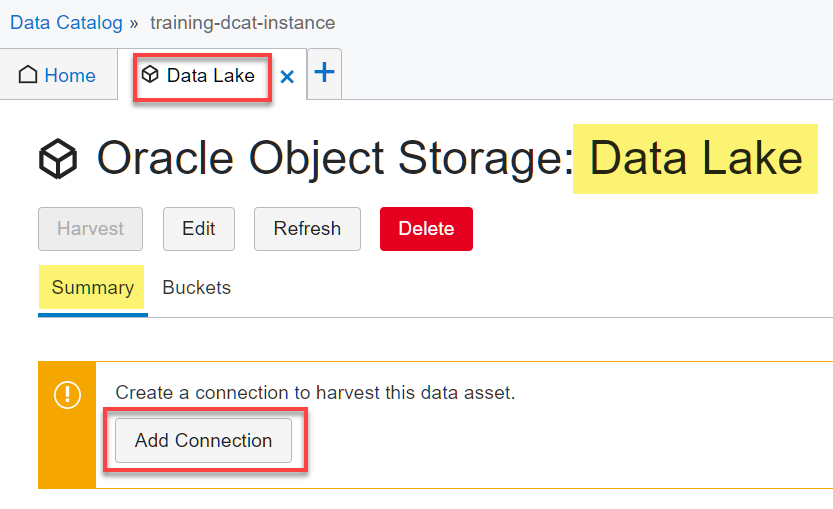 Data Catalog » training-dcat-instance
Home Data Lake × +
Oracle Object Storage: Data Lake
Harvest Edit Refresh Delete
Summary Buckets
Create a connection to harvest this data asset.
Add Connection